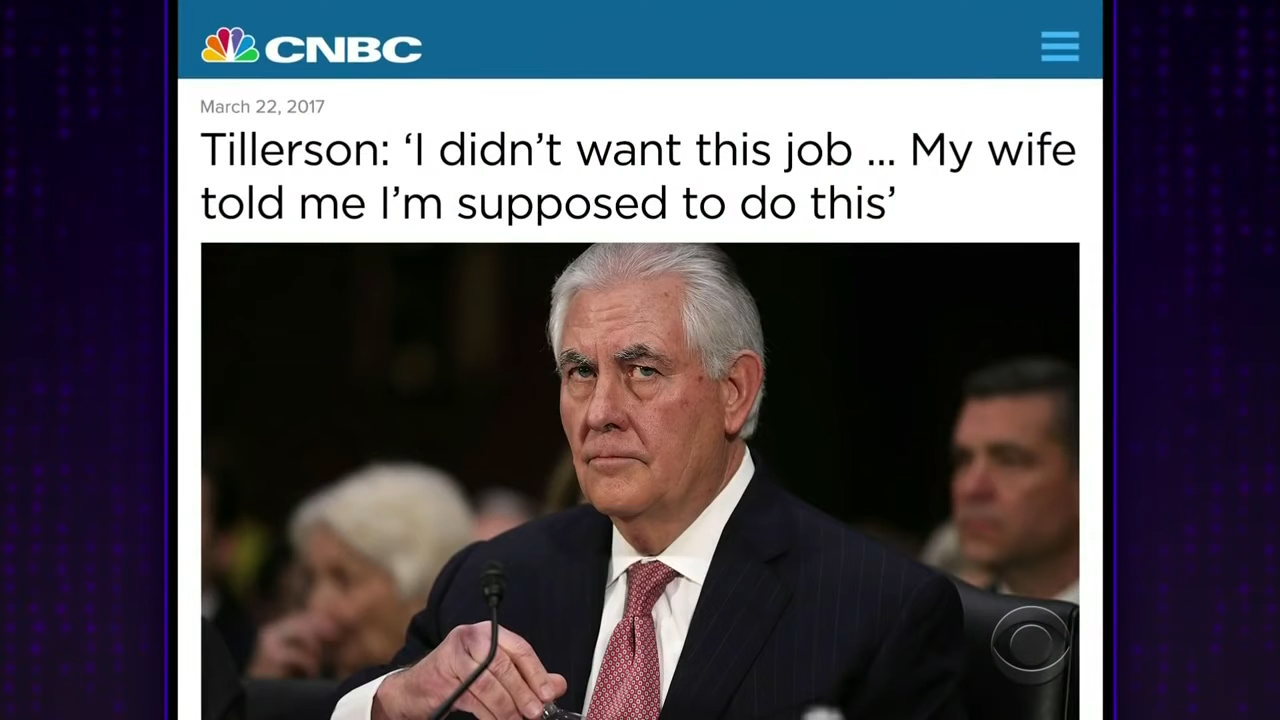 CNBC
March 22, 2017
Tillerson: ‘I didn’t want this job ... My wife
told me I’m supposed to do this’